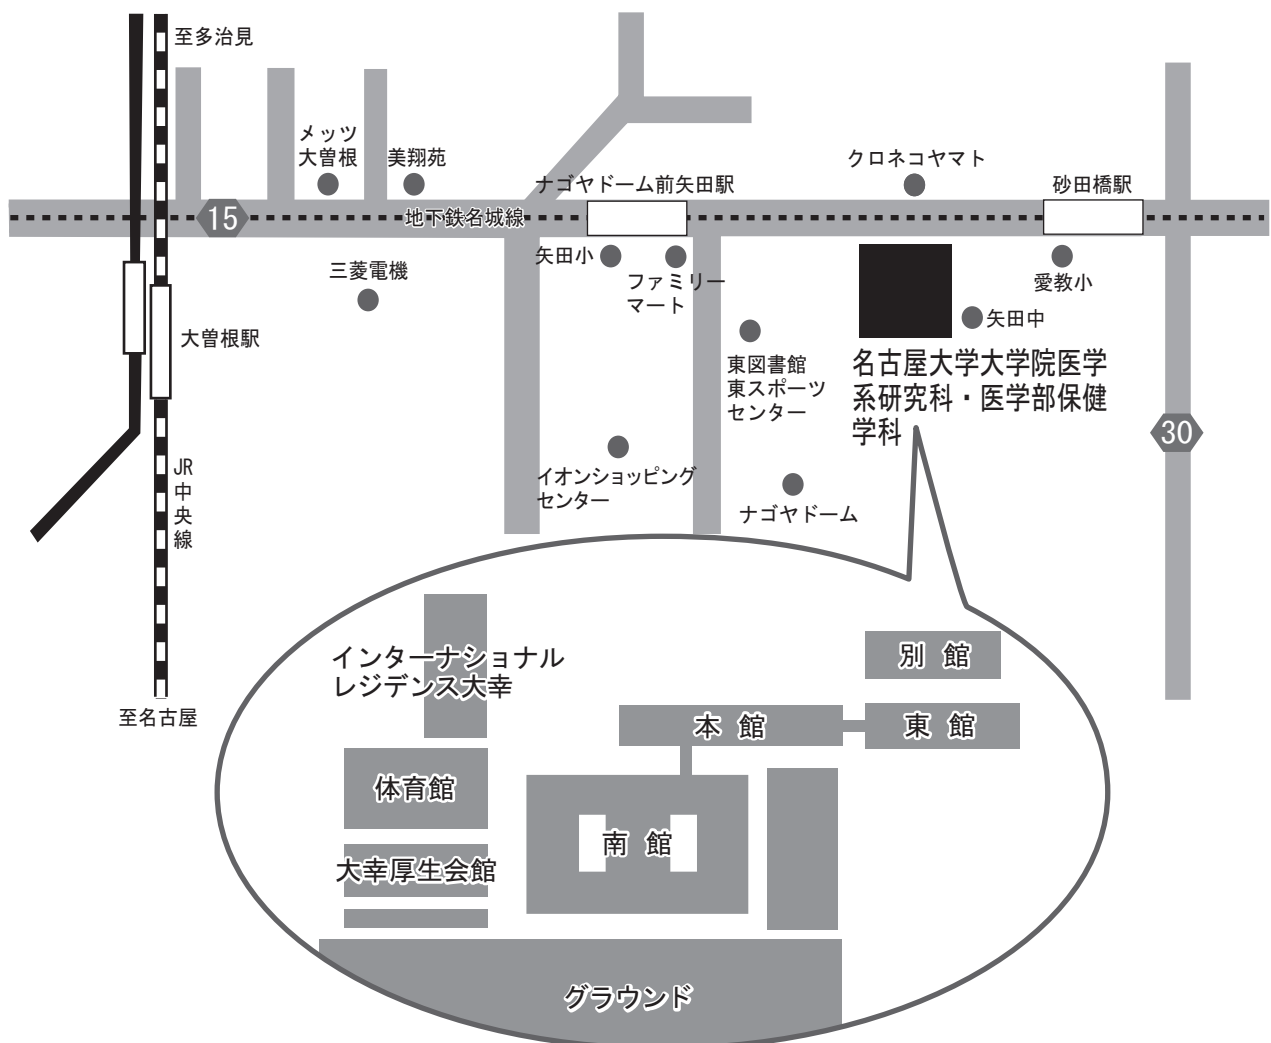 至多治見
メッツ
大曽根
美翔苑
クロネコヤマト
ナゴヤドーム前矢田駅
砂田橋駅
15
地下鉄名城線
矢田小
ファミリー
マート
三菱電機
愛教小
矢田中
大曽根駅
東図書館
東スポーツ
センター
名古屋大学大学院医学
系研究科・医学部保健
学科
30
イオンショッピング
センター
ナゴヤドーム
JR
中
央
線
至名古屋
インターナショナル
レジデンス大幸
別 館
本 館
東 館
体育館
南 館
大幸厚生会館
グラウンド